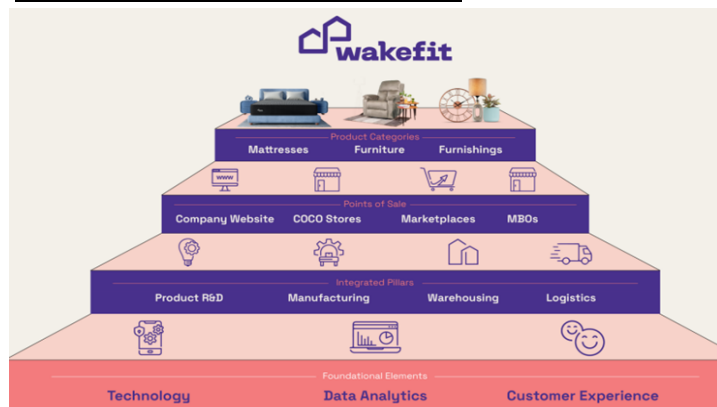 wakefit
Product Categories
Mattresses Furniture Furnishings
www
Points of Sale
Company Website COCO Stores Marketplaces MBOs
Integrated Pillars
Product R&D Manufacturing Warehousing Logistics
Foundational Elements
Technology Data Analytics Customer Experience